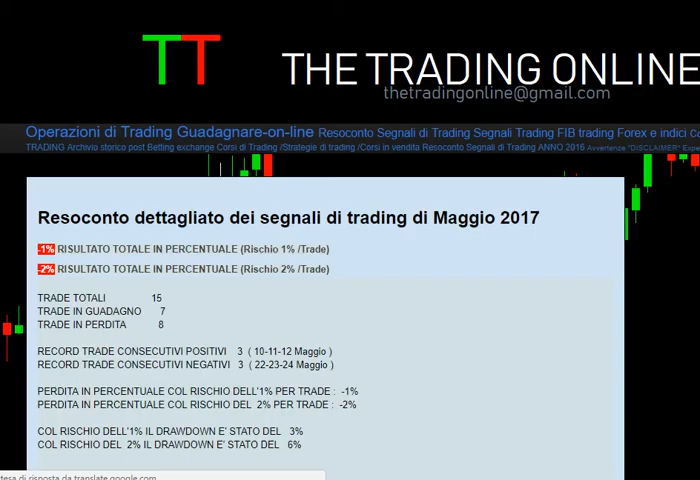 TT
THE TRADING ONLINE
thetradingonline@gmail.com
Operazioni di Trading Guadagnare-on-line Resoconto Segnali di Trading Segnali Trading FIB trading Forex e indici
TRADING Archivio storico post Betting exchange Corsi di Trading /Strategie di trading /Corsi in vendita Resoconto Segnali di Trading ANNO 2016 Avvertenze "DISCLAIMER"
Resoconto dettagliato dei segnali di trading di Maggio 2017
-1% RISULTATO TOTALE IN PERCENTUALE (Rischio 1% /Trade)
-2% RISULTATO TOTALE IN PERCENTUALE (Rischio 2% /Trade)
TRADE TOTALI 15
TRADE IN GUADAGNO 7
TRADE IN PERDITA 8
RECORD TRADE CONSECUTIVI POSITIVI 3 ( 10-11-12 Maggio )
RECORD TRADE CONSECUTIVI NEGATIVI 3 ( 22-23-24 Maggio )
PERDITA IN PERCENTUALE COL RISCHIO DELL'1% PER TRADE : -1%
PERDITA IN PERCENTUALE COL RISCHIO DEL 2% PER TRADE : -2%
COL RISCHIO DELL'1% IL DRAWDOWN E' STATO DEL 3%
COL RISCHIO DEL 2% IL DRAWDOWN E' STATO DEL 6%
tesa di risposta da translate.google.com